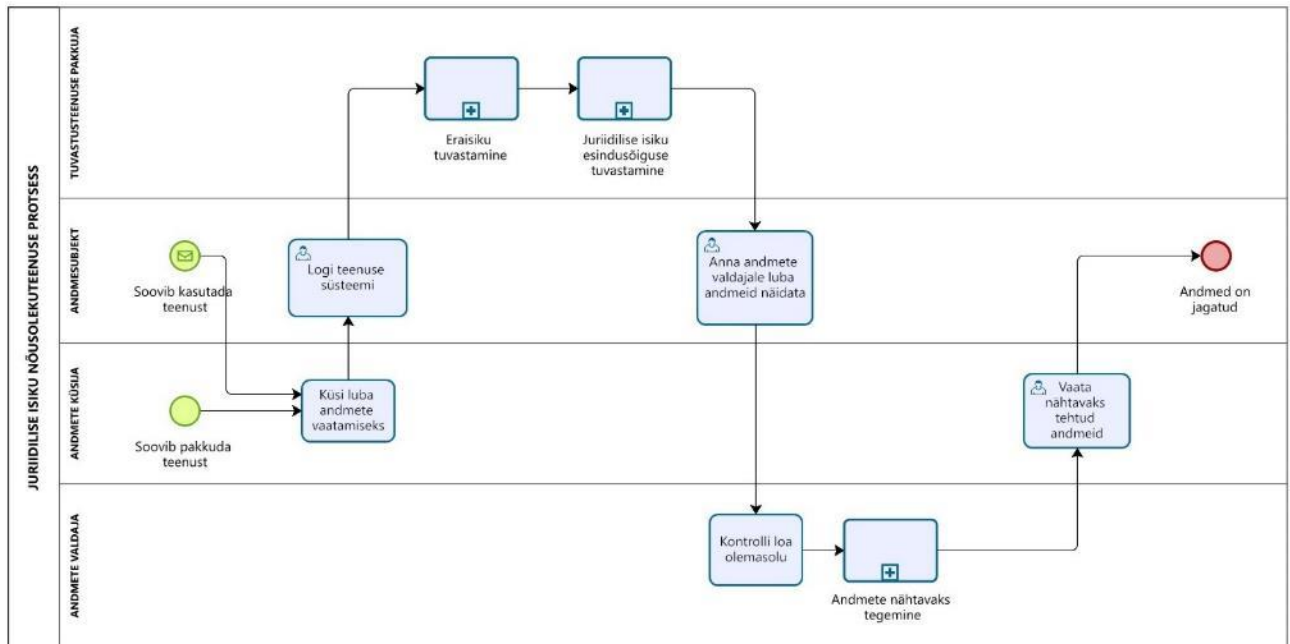 JURIIDILISE ISIKU NÕUSOLEKUTEENUSE PROTSESS
TUVASTUSTEENUSE PAKKUJA
Eraisiku
tuvastamine
Juriidilise isiku
esindusõiguse
tuvastamine
ANDMESUBJEKT
Soovib kasutada
teenust
Logi teenuse
süsteemi
Anna andmete
valdajale luba
andmeid näidata
Andmed on
jagatud
ANDMETE KÜSIJA
Soovib pakkuda
teenust
Küsi luba
andmete
vaatamiseks
Vaata
nähtavaks
tehtud
andmeid
ANDMETE VALDAJA
Kontrolli loa
olemasolu
Andmete nähtavaks
tegemine